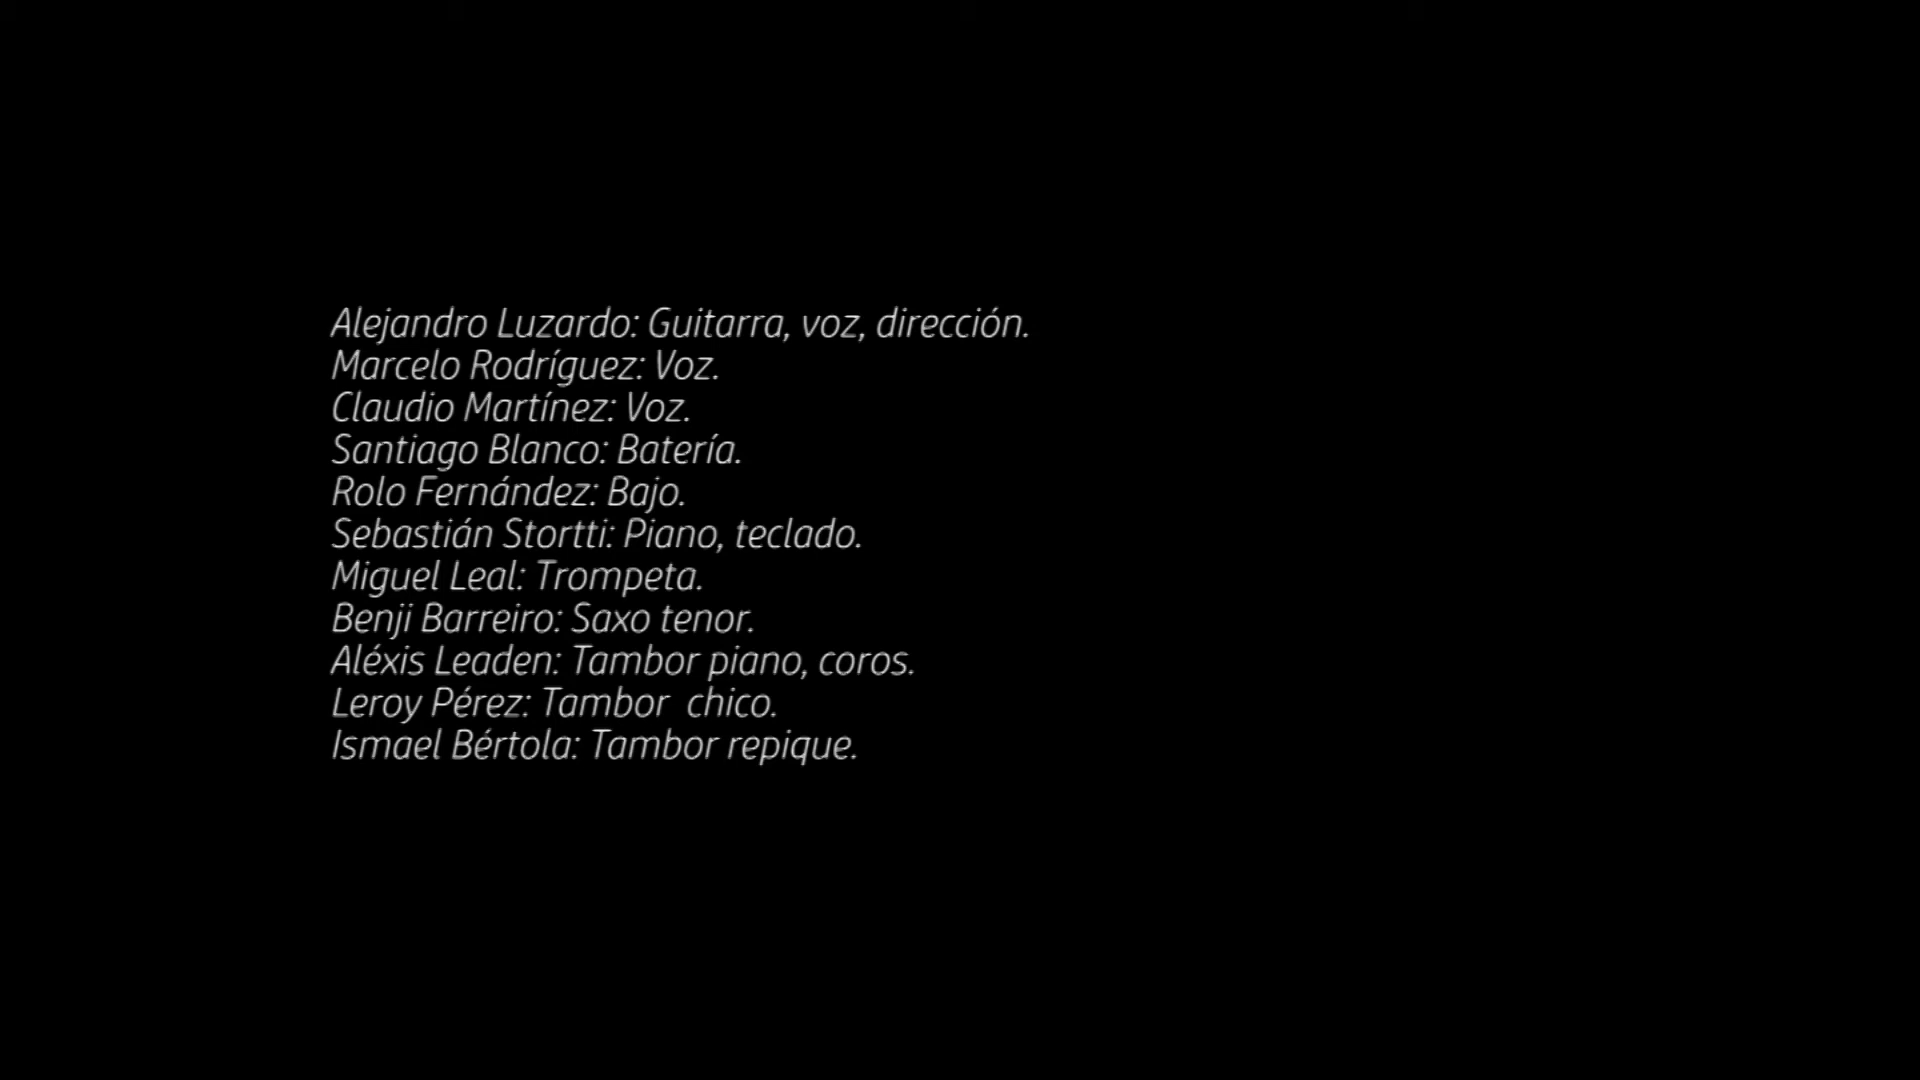 Alejandro Luzardo: Guitarra, voz, dirección.
Marcelo Rodríguez: Voz.
Claudio Martínez: Voz.
Santiago Blanco: Batería.
Rolo Fernández: Bajo.
Sebastián Stortti: Piano, teclado.
Miguel Leal: Trompeta.
Benji Barreiro: Saxo tenor.
Aléxis Leaden: Tambor piano, coros.
Leroy Pérez: Tambor  chico.
Ismael Bértola: Tambor repique.